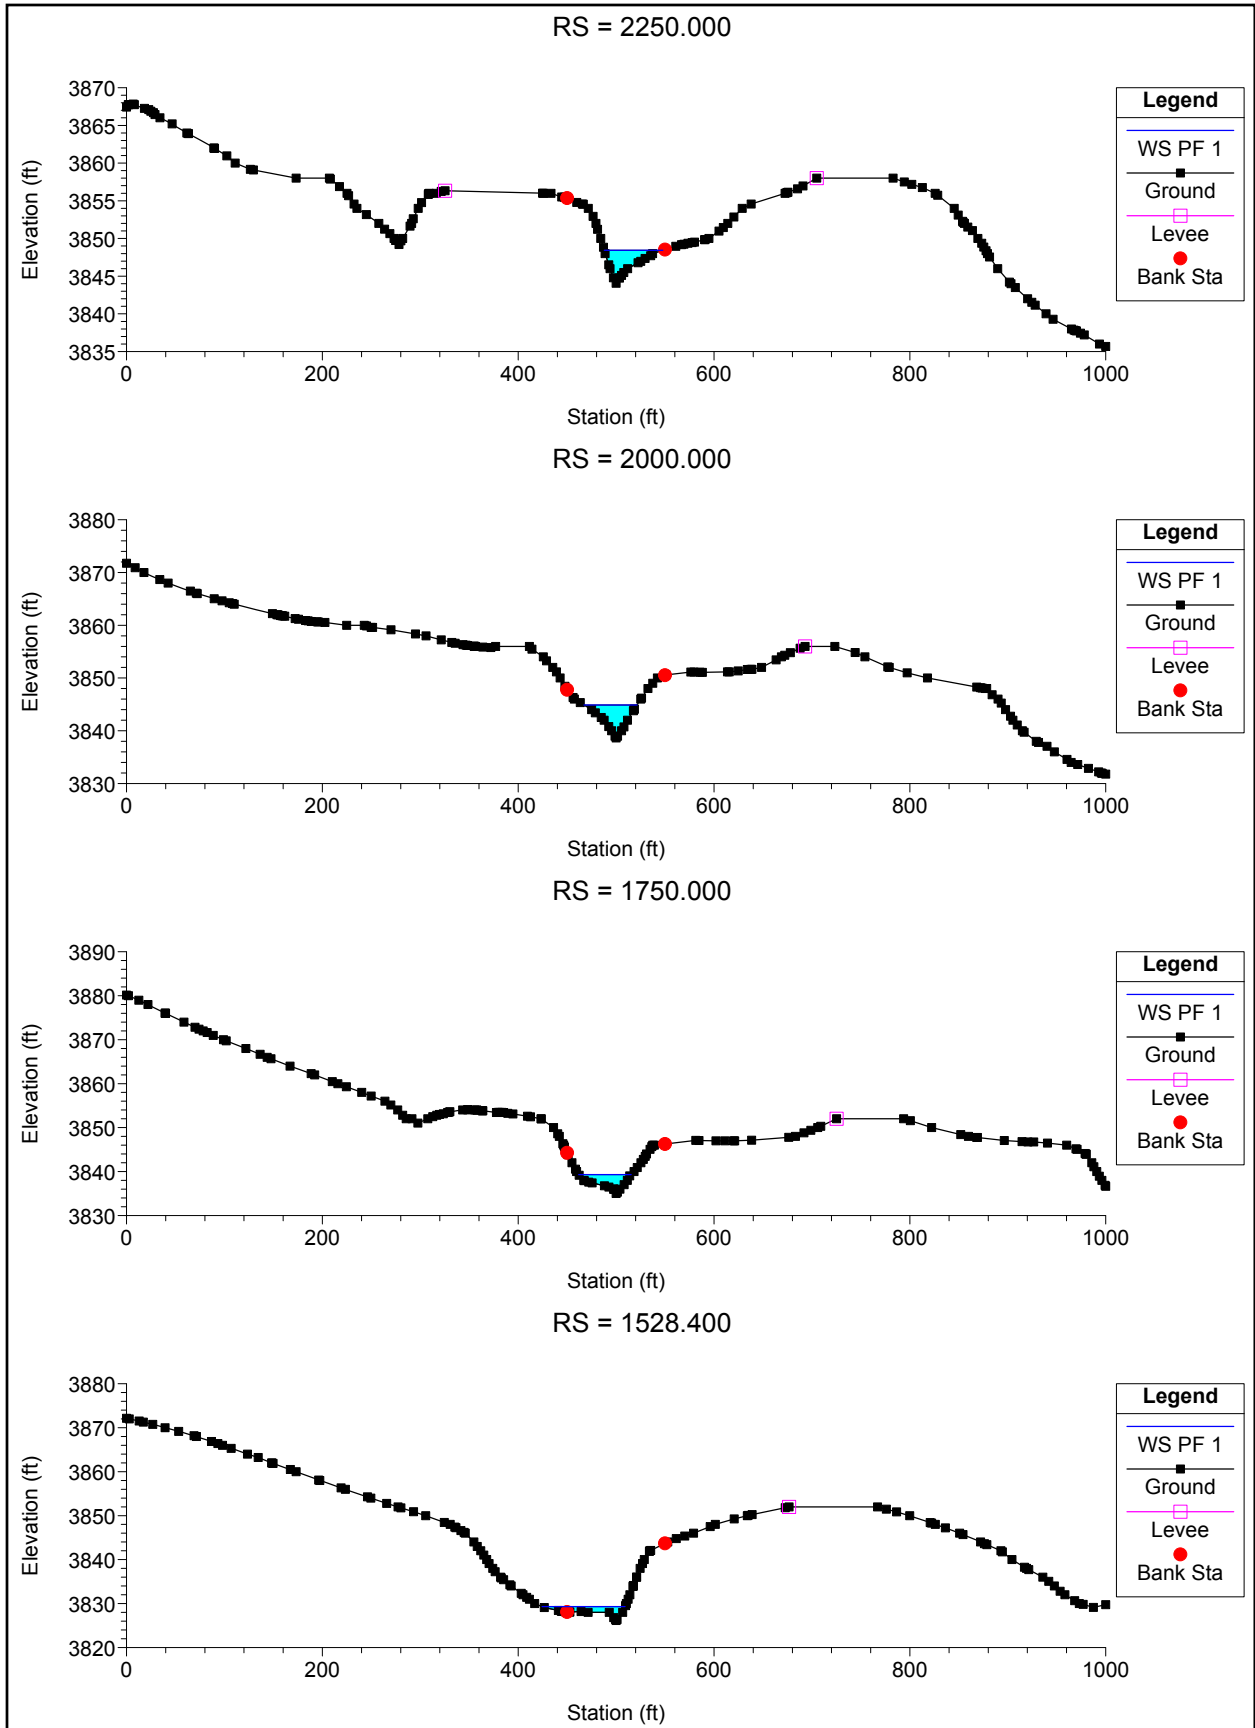 RS = 2250.000
3870
3865
3860
3855
3850
3845
3840
3835
Elevation (ft)
0 200 400 600 800 1000
Station (ft)
Legend
WS PF 1
Ground
Levee
Bank Sta
RS = 2000.000
3880
3870
3860
3850
3840
3830
Elevation (ft)
0 200 400 600 800 1000
Station (ft)
Legend
WS PF 1
Ground
Levee
Bank Sta
RS = 1750.000
3890
3880
3870
3860
3850
3840
3830
Elevation (ft)
0 200 400 600 800 1000
Station (ft)
Legend
WS PF 1
Ground
Levee
Bank Sta
RS = 1528.400
3880
3870
3860
3850
3840
3830
3820
Elevation (ft)
0 200 400 600 800 1000
Station (ft)
Legend
WS PF 1
Ground
Levee
Bank Sta